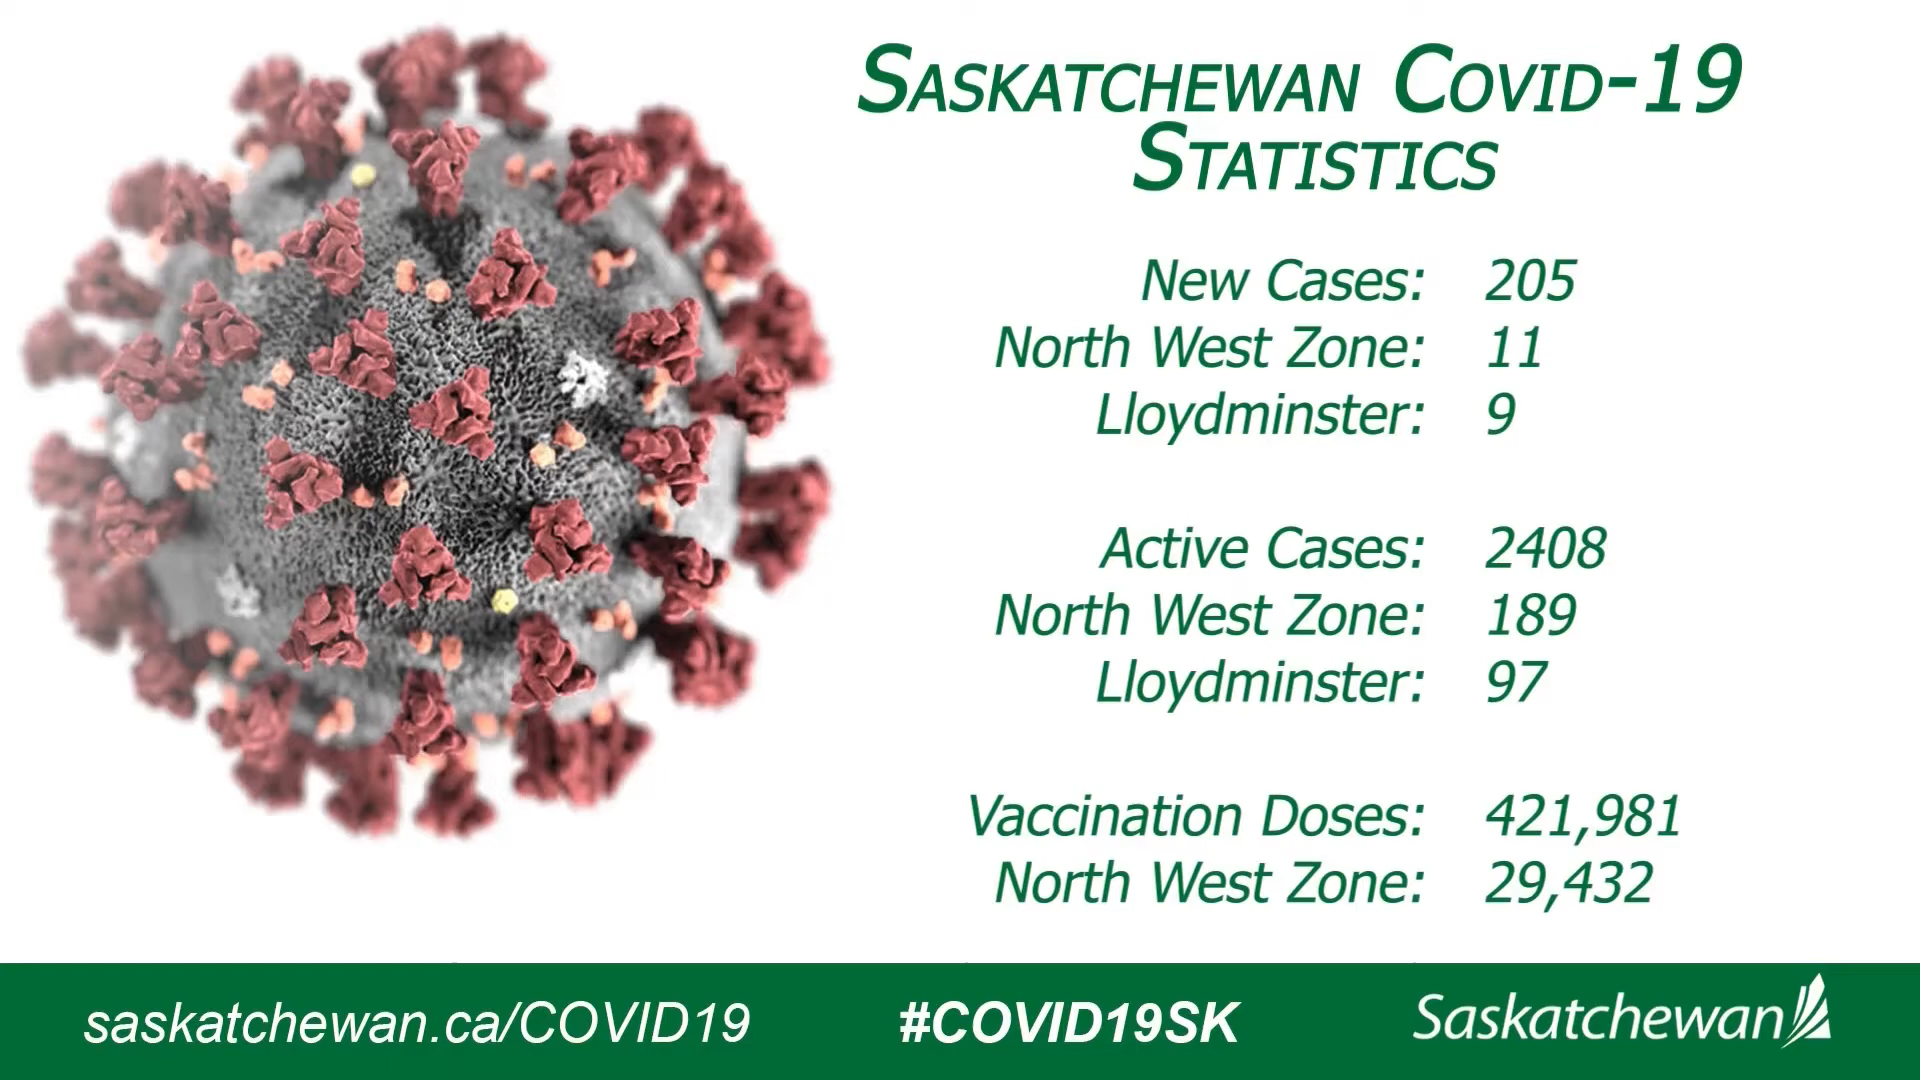 Saskatchewan Covid-19
Statistics
New Cases: 205
North West Zone: 11
Lloydminster: 9
Active Cases: 2408
North West Zone: 189
Lloydminster: 97
Vaccination Doses: 421,981
North West Zone: 29,432
saskatchewan.ca/COVID19 #COVID19SK Saskatchewan